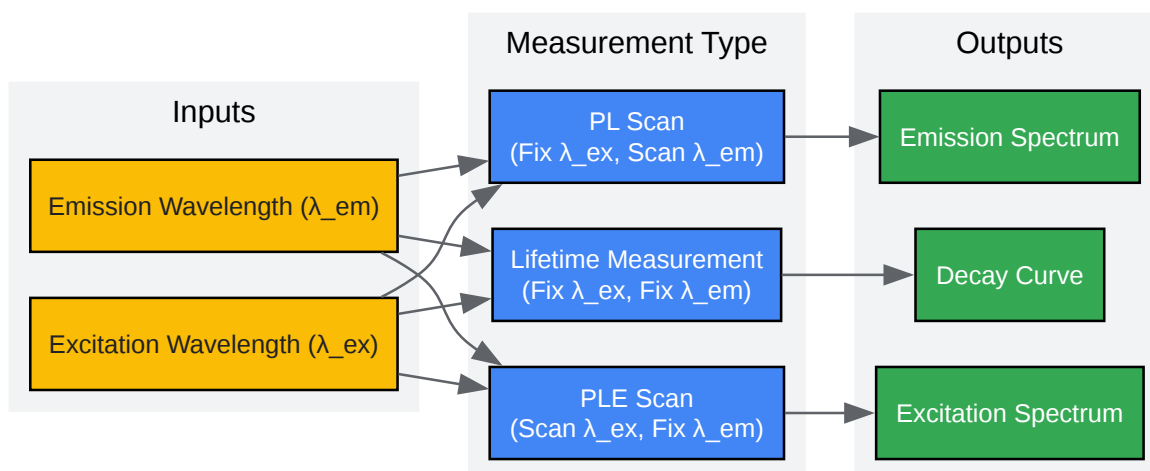 Inputs
Emission Wavelength (λ_em)
Excitation Wavelength (λ_ex)
Measurement Type
PL Scan
(Fix λ_ex, Scan λ_em)
Lifetime Measurement
(Fix λ_ex, Fix λ_em)
PLE Scan
(Scan λ_ex, Fix λ_em)
Outputs
Emission Spectrum
Decay Curve
Excitation Spectrum